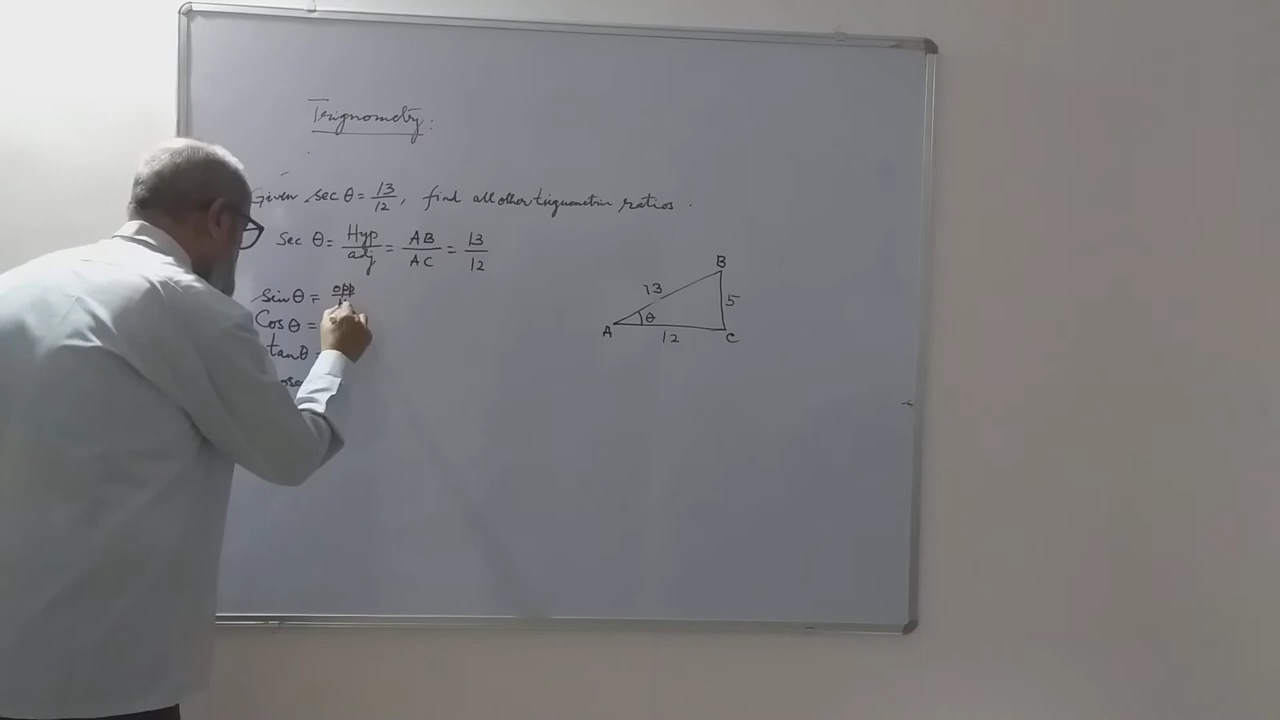 Trignometry:
Given sec θ = 13/12, find all other trignometric ratios.
sec θ = Hyp/adj = AB/AC = 13/12
sin θ = opp
Cos θ =
tan θ =
B
13
5
θ
A
12
C